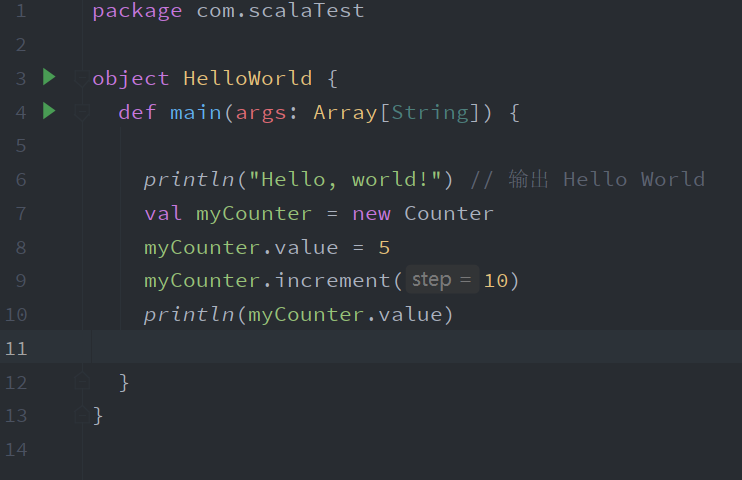 1 package com.scalaTest
2
3 object HelloWorld {
4 def main(args: Array[String]) {
5
6 println("Hello, world!") // 输出 Hello World
7 val myCounter = new Counter
8 myCounter.value = 5
9 myCounter.increment( step = 10)
10 println(myCounter.value)
11
12 }
13 }
14